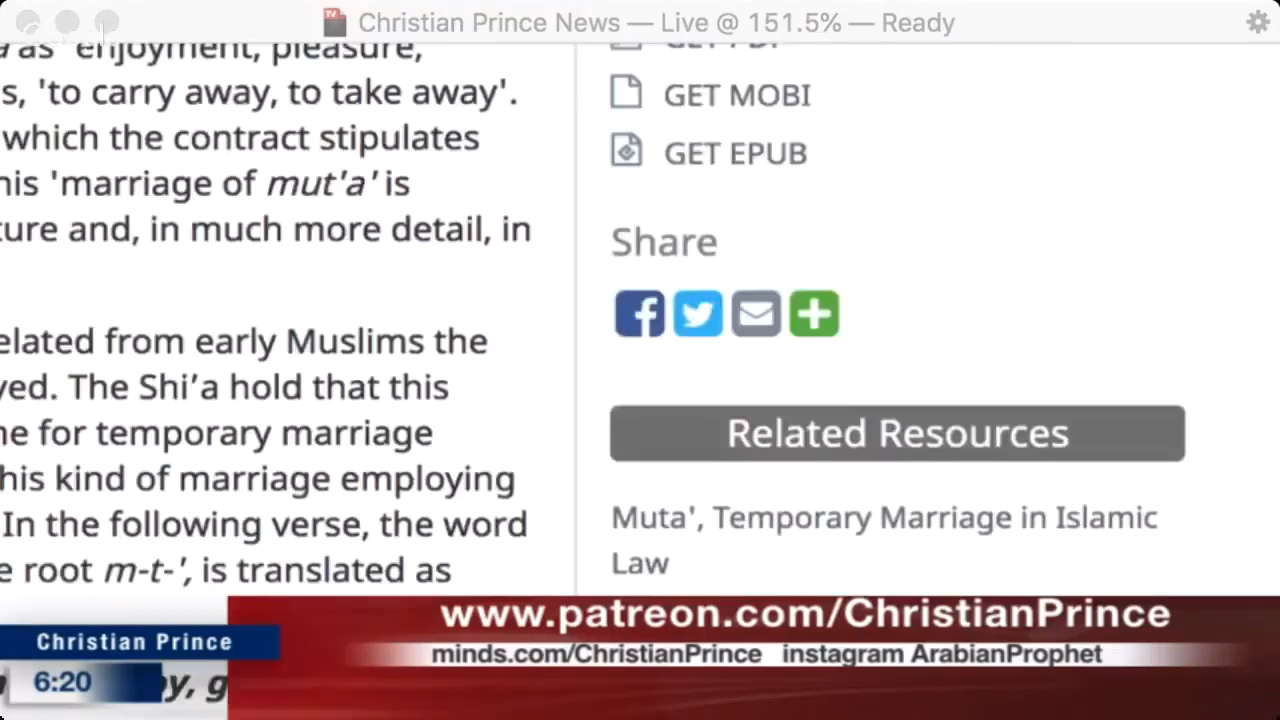 Christian Prince News — Live @ 151.5% — Ready
as 'enjoyment, pleasure,
s, 'to carry away, to take away'.
which the contract stipulates
his 'marriage of mut'a' is
ture and, in much more detail, in
elated from early Muslims the
yed. The Shi’a hold that this
ne for temporary marriage
his kind of marriage employing
In the following verse, the word
e root m-t-', is translated as
GET PDF
GET MOBI
GET EPUB
Share
Related Resources
Muta', Temporary Marriage in Islamic
Law
www.patreon.com/ChristianPrince
Christian Prince
minds.com/ChristianPrince instagram ArabianProphet
6:20
y, g